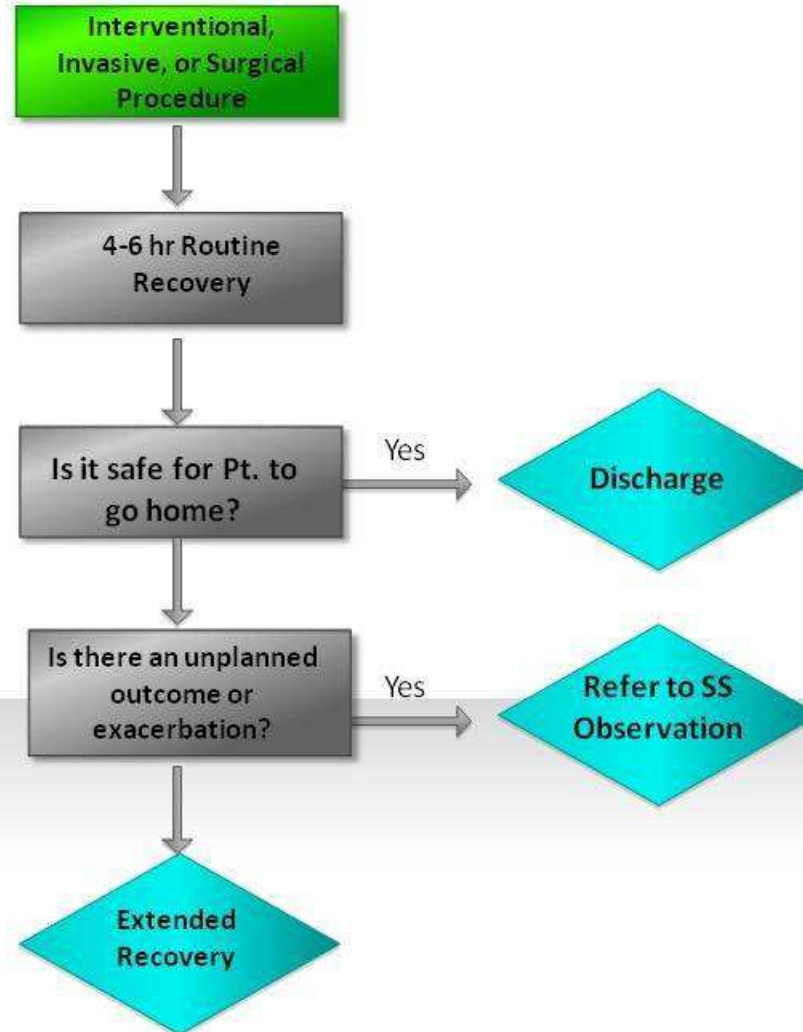 Interventional,
Invasive, or Surgical
Procedure
4-6 hr Routine
Recovery
Is it safe for Pt. to
go home?
Yes
Discharge
Is there an unplanned
outcome or
exacerbation?
Yes
Refer to SS
Observation
Extended
Recovery